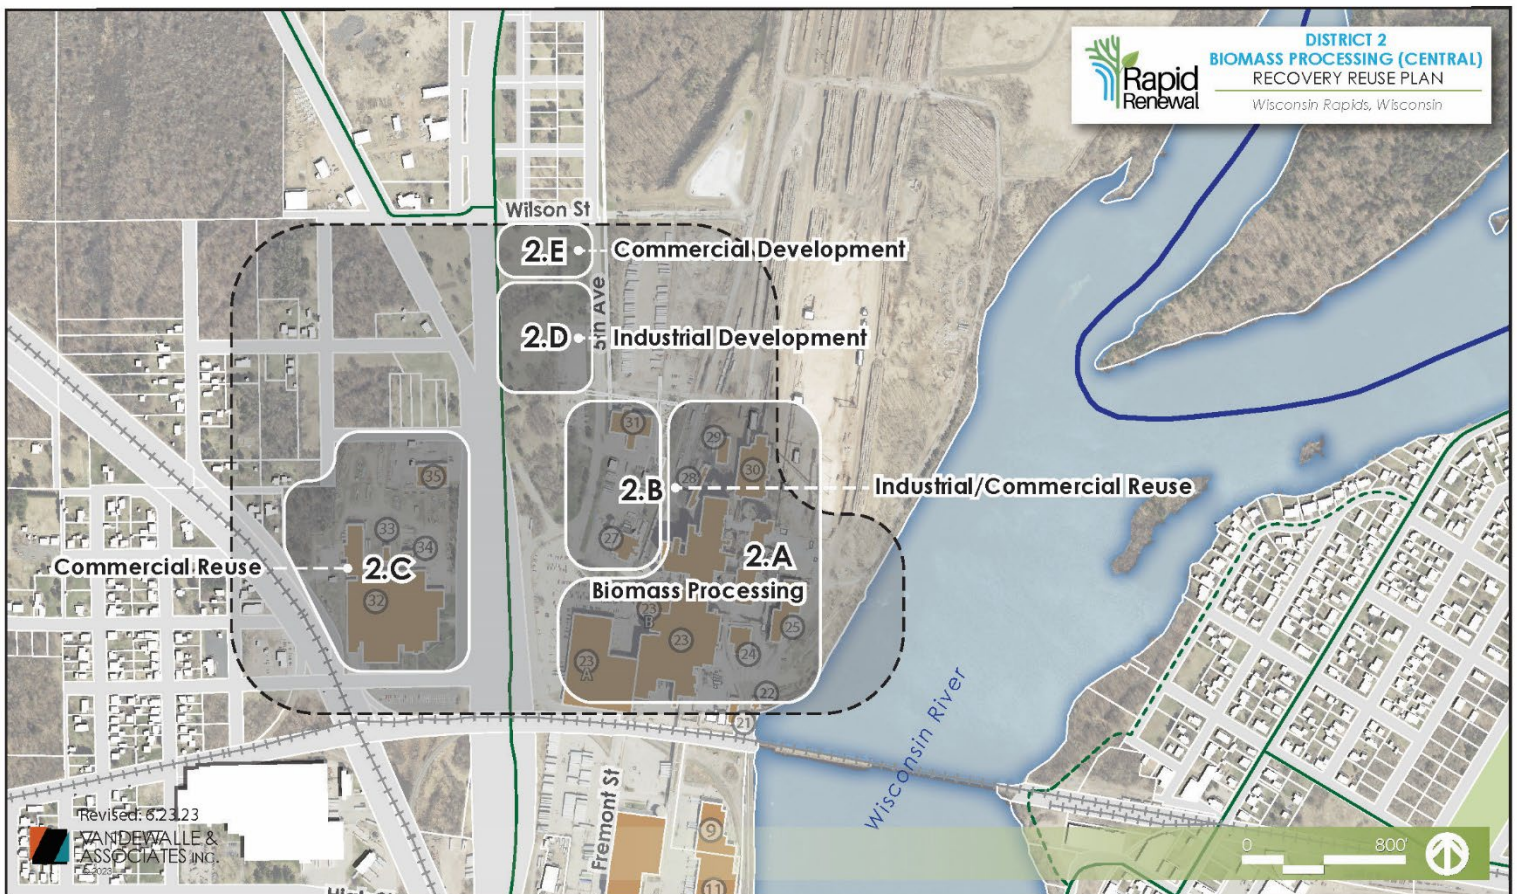 DISTRICT 2
BIOMASS PROCESSING (CENTRAL)
RECOVERY REUSE PLAN
Wisconsin Rapids, Wisconsin
Rapid
Renewal
Wilson St
2.E
Commercial Development
5th Ave
2.D
Industrial Development
31
29
30
28
35
2.B
Industrial/Commercial Reuse
27
33
34
2.A
Commercial Reuse
2.C
Biomass Processing
32
23
B
23
25
24
23
A
22
21
Wisconsin River
Fremont St
9
11
Revised: 6.23.23
VANDEWALLE &
ASSOCIATES INC.
©2023
0
800'